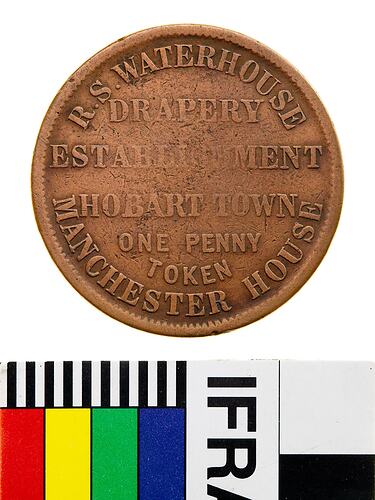 R.S. WATERHOUSE
DRAPERY
ESTABLISHMENT
HOBART TOWN
ONE PENNY
TOKEN
MANCHESTER HOUSE
IFRA